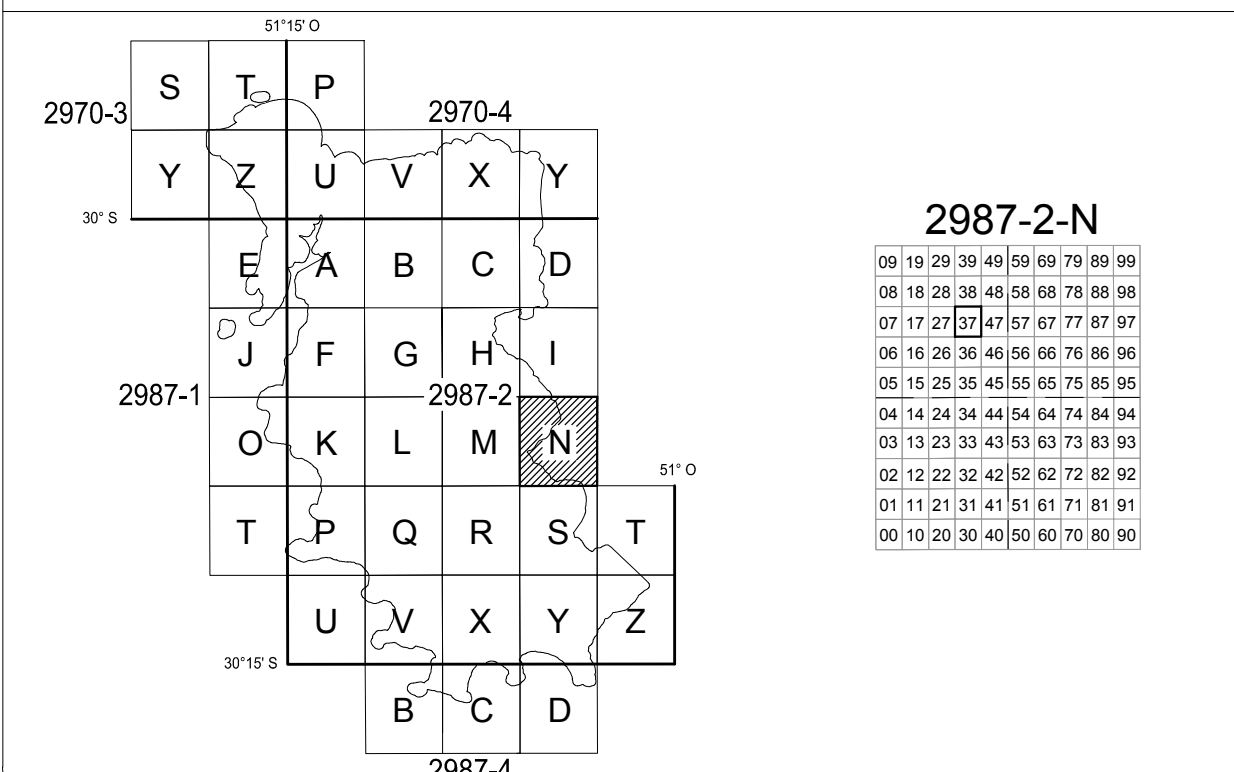 51°15' O
S T P
2970-3 2970-4
Y Z U V X Y
30° S
E A B C D
J F G H I
2987-1 2987-2
O K L M N
51° O
T P Q R S T
U V X Y Z
30°15' S
B C D
2987-4
2987-2-N
09 19 29 39 49 59 69 79 89 99
08 18 28 38 48 58 68 78 88 98
07 17 27 37 47 57 67 77 87 97
06 16 26 36 46 56 66 76 86 96
05 15 25 35 45 55 65 75 85 95
04 14 24 34 44 54 64 74 84 94
03 13 23 33 43 53 63 73 83 93
02 12 22 32 42 52 62 72 82 92
01 11 21 31 41 51 61 71 81 91
00 10 20 30 40 50 60 70 80 90